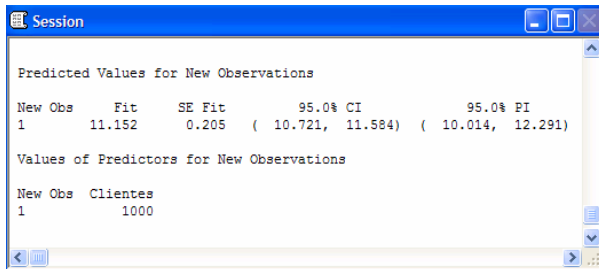 Session
Predicted Values for New Observations
New Obs Fit SE Fit 95.0% CI 95.0% PI
1 11.152 0.205 ( 10.721, 11.584) ( 10.014, 12.291)
Values of Predictors for New Observations
New Obs Clientes
1 1000